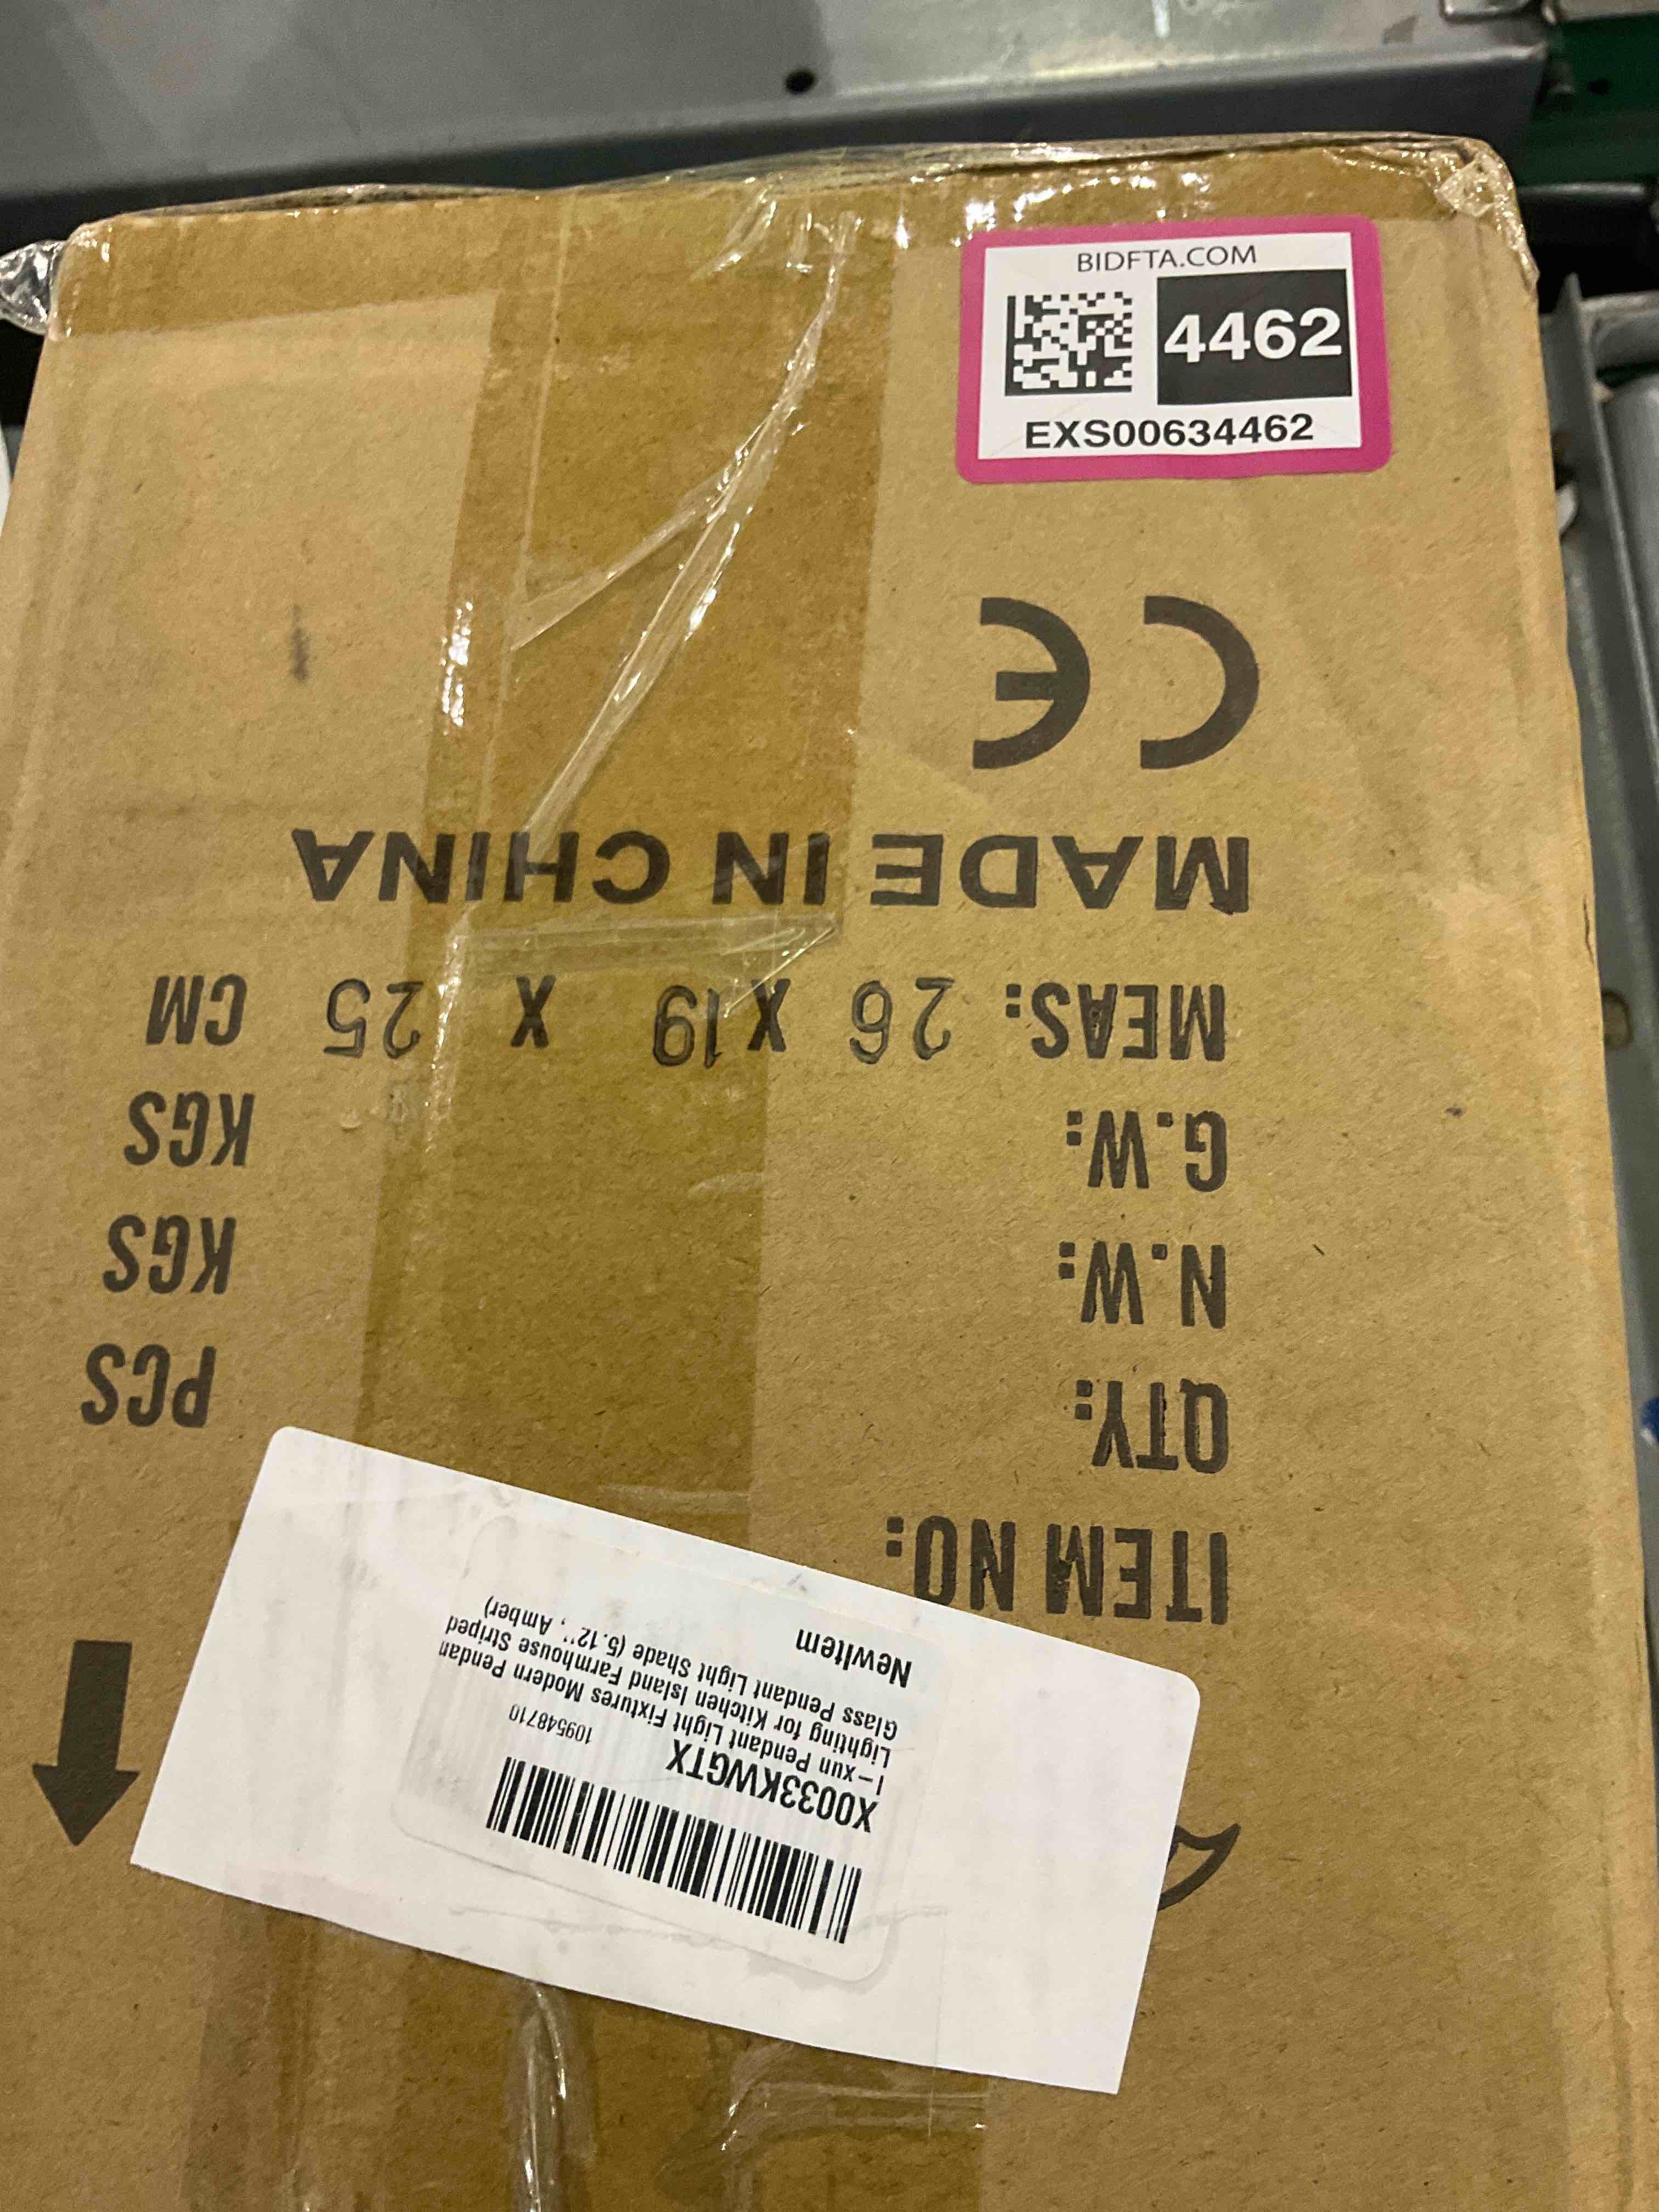 BIDFTA.COM
4462
EXS00634462
ITEM NO:
QTY: PCS
N.W: KGS
G.W: KGS
MEAS: 26 X 19 X 25 CM
MADE IN CHINA
CE
X0033KWGTX
109548710
I-xun Pendant Light Fixtures Modern Pendan
Lighting for Kitchen Island Farmhouse Striped
Glass Pendant Light Shade (5.12'', Amber)
NewItem